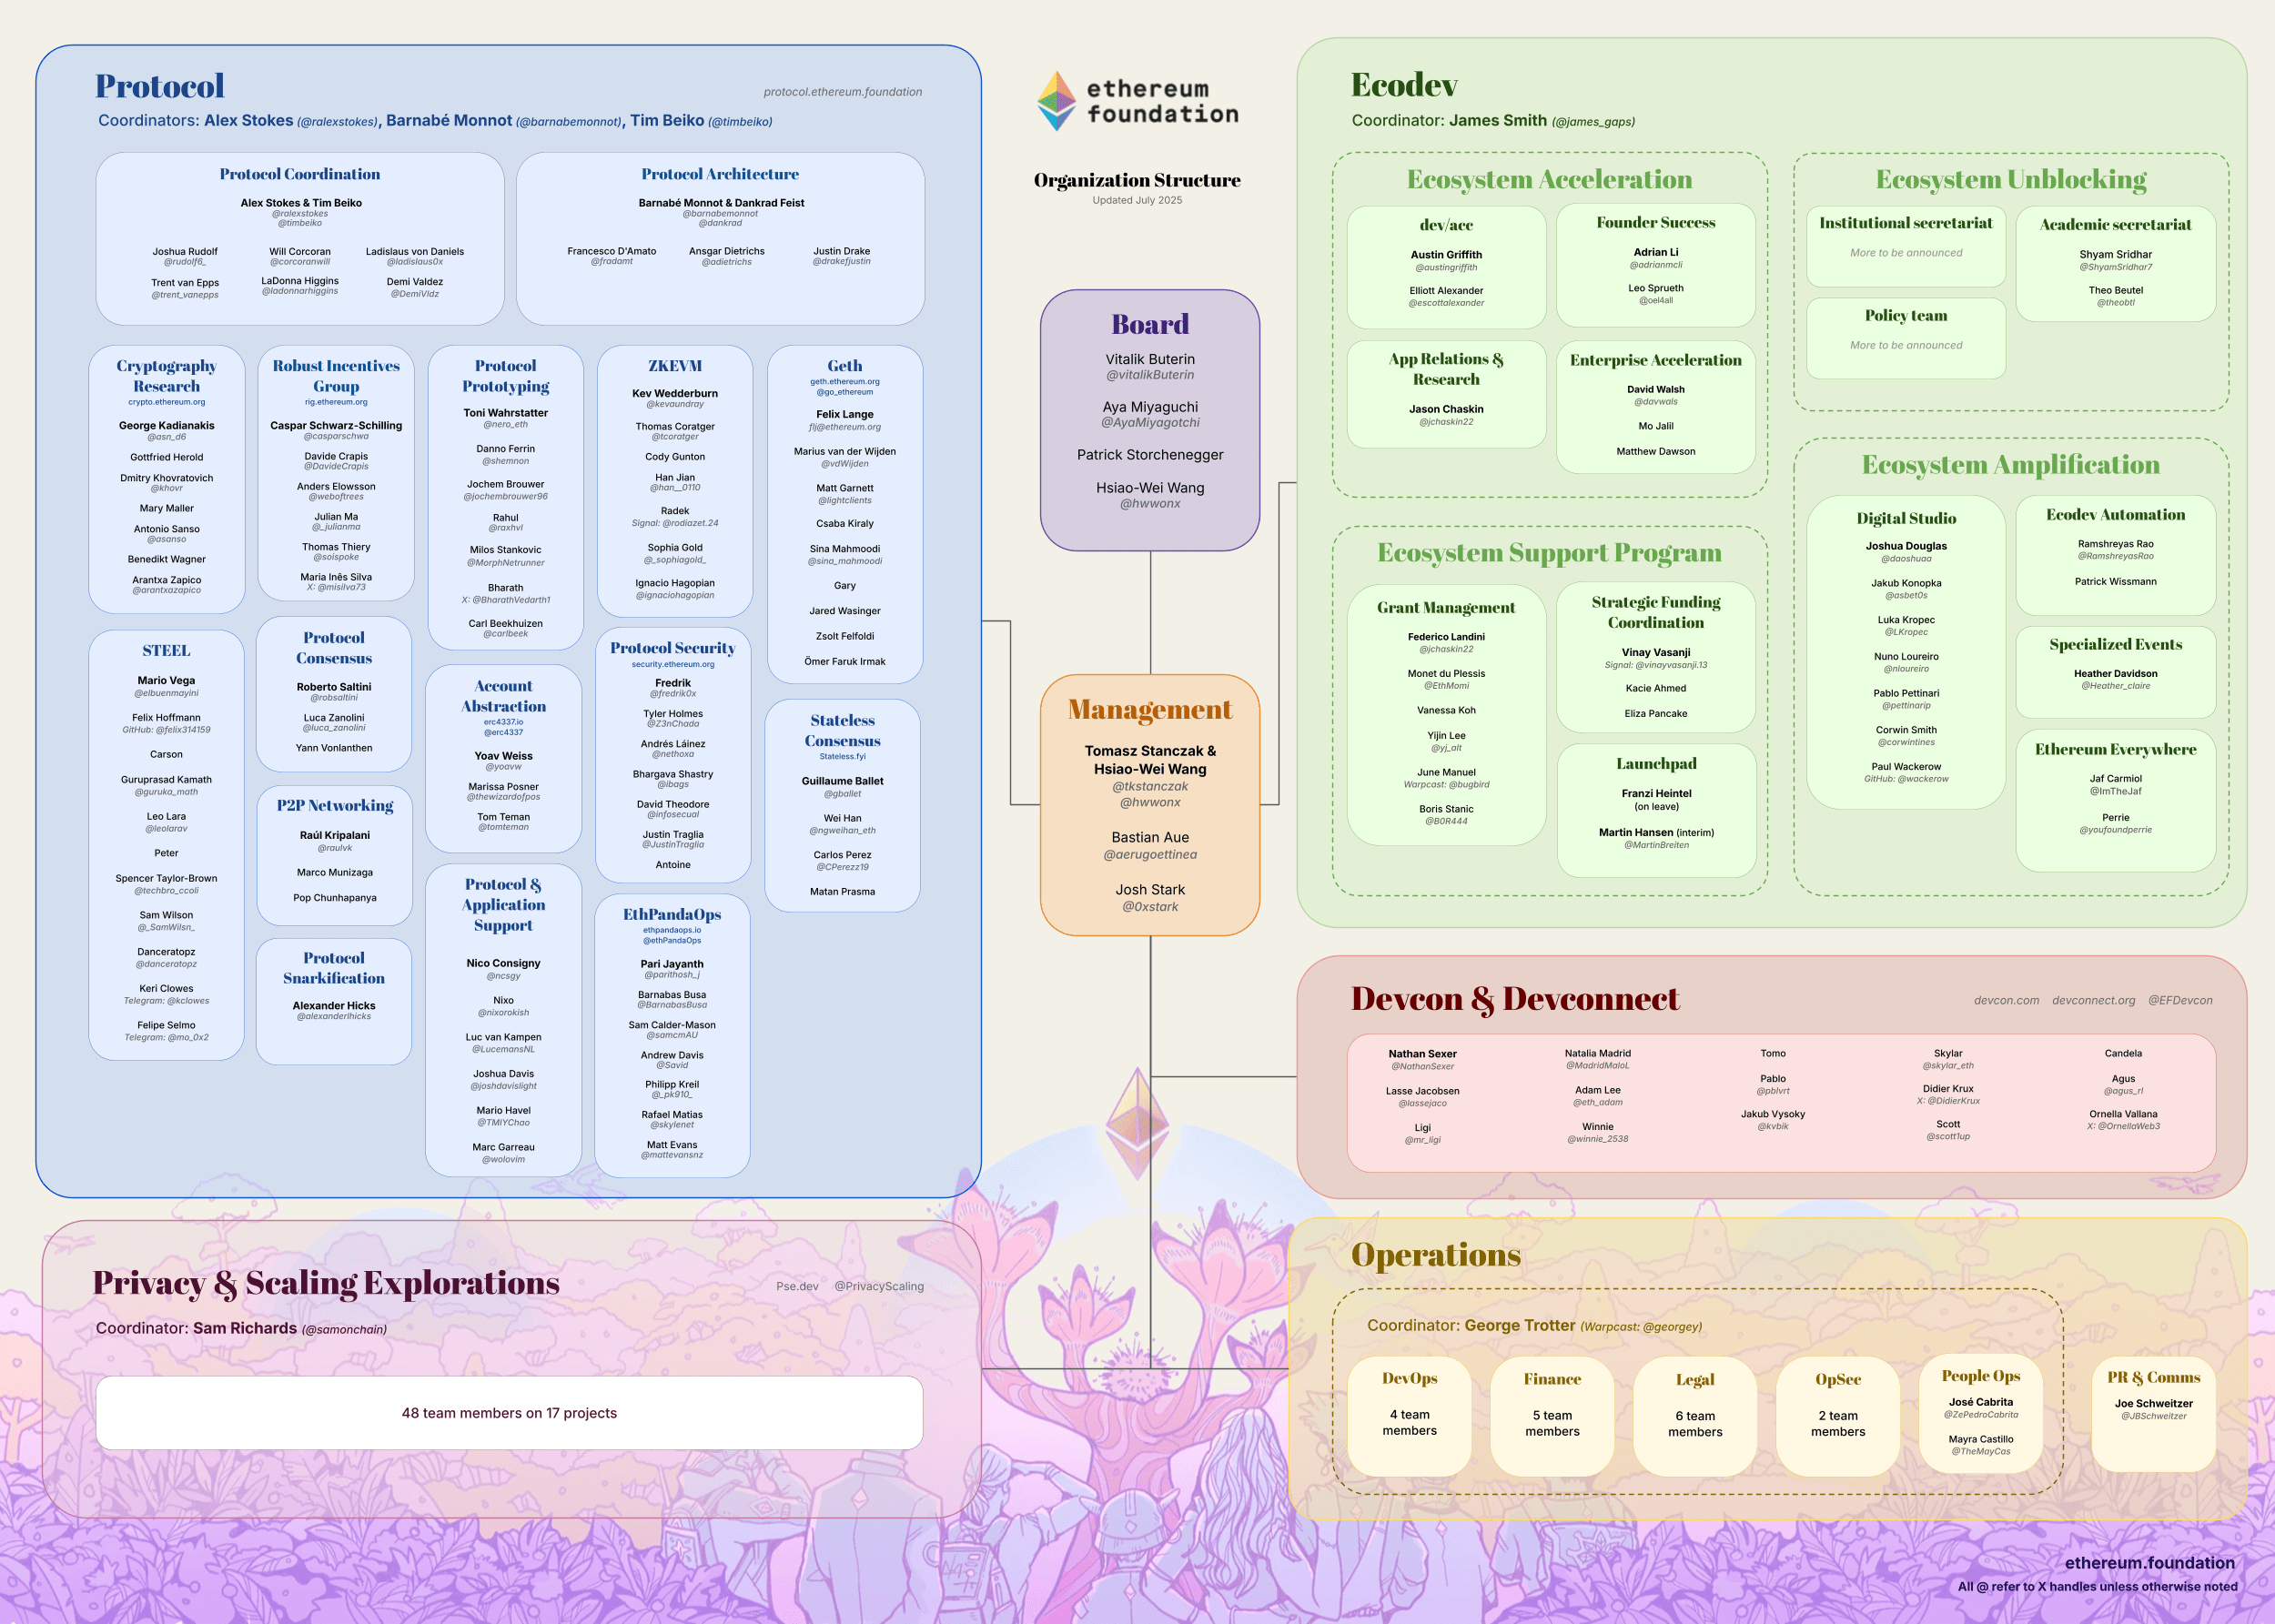 Protocol
protocol.ethereum.foundation
Coordinators: Alex Stokes (@ralexstokes), Barnabé Monnot (@barnabemonnot), Tim Beiko (@timbeiko)
Protocol Coordination
Alex Stokes & Tim Beiko
@ralexstokes
@timbeiko
Joshua Rudolf
@rudolf6_
Will Corcoran
@corcoranwill
Ladislaus von Daniels
@ladislaus0x
Trent van Epps
@trent_vanepps
LaDonna Higgins
@ladonnarhiggins
Demi Valdez
@DemiVldz
Protocol Architecture
Barnabé Monnot & Dankrad Feist
@barnabemonnot
@dankrad
Francesco D'Amato
@fradamt
Ansgar Dietrichs
@adietrichs
Justin Drake
@drakefjustin
Cryptography
Research
crypto.ethereum.org
George Kadianakis
@asn_d6
Gottfried Herold
Dmitry Khovratovich
@khovr
Mary Maller
Antonio Sanso
@asanso
Benedikt Wagner
Arantxa Zapico
@arantxazapico
STEEL
Mario Vega
@elbuenmayini
Felix Hoffmann
GitHub: @felix314159
Carson
Guruprasad Kamath
@guruka_math
Leo Lara
@leolarav
Peter
Spencer Taylor-Brown
@techbro_ccoli
Sam Wilson
@_SamWilsn_
Danceratopz
@danceratopz
Keri Clowes
Telegram: @kclowes
Felipe Selmo
Telegram: @mo_0x2
Robust Incentives
Group
rig.ethereum.org
Caspar Schwarz-Schilling
@casparschwa
Davide Crapis
@DavideCrapis
Anders Elowsson
@weboftrees
Julian Ma
@_julianma
Thomas Thiery
@soispoke
Maria Inês Silva
X: @misilva73
Protocol
Consensus
Roberto Saltini
@robsaltini
Luca Zanolini
@luca_zanolini
Yann Vonlanthen
P2P Networking
Raúl Kripalani
@raulvk
Marco Munizaga
Pop Chunhapanya
Protocol
Snarkification
Alexander Hicks
@alexanderlhicks
Protocol
Prototyping
Toni Wahrstatter
@nero_eth
Danno Ferrin
@shemnon
Jochem Brouwer
@jochembrouwer96
Rahul
@raxhvl
Milos Stankovic
@MorphNetrunner
Bharath
X: @BharathVedarth1
Carl Beekhuizen
@carlbeek
Account
Abstraction
erc4337.io
@erc4337
Yoav Weiss
@yoavw
Marissa Posner
@thewizardofpos
Tom Teman
@tomteman
Protocol &
Application
Support
Nico Consigny
@ncsgy
Nixo
@nixorokish
Luc van Kampen
@LucemansNL
Joshua Davis
@joshdavislight
Mario Havel
@TMIYChao
Marc Garreau
@wolovim
ZKEVM
Kev Wedderburn
@kevaundray
Thomas Coratger
@tcoratger
Cody Gunton
Han Jian
@han__0110
Radek
Signal: @rodiazet.24
Sophia Gold
@_sophiagold_
Ignacio Hagopian
@ignaciohagopian
Protocol Security
security.ethereum.org
Fredrik
@fredrik0x
Tyler Holmes
@Z3nChada
Andrés Láinez
@nethoxa
Bhargava Shastry
@ibags
David Theodore
@infosecual
Justin Traglia
@JustinTraglia
Antoine
EthPandaOps
ethpandaops.io
@ethPandaOps
Pari Jayanth
@parithosh_j
Barnabas Busa
@BarnabasBusa
Sam Calder-Mason
@samcmAU
Andrew Davis
@Savid
Philipp Kreil
@_pk910_
Rafael Matias
@skylenet
Matt Evans
@mattevansnz
Geth
geth.ethereum.org
@go_ethereum
Felix Lange
flj@ethereum.org
Marius van der Wijden
@vdWijden
Matt Garnett
@lightclients
Csaba Kiraly
Sina Mahmoodi
@sina_mahmoodi
Gary
Jared Wasinger
Zsolt Felfoldi
Ömer Faruk Irmak
Stateless
Consensus
Stateless.fyi
Guillaume Ballet
@gballet
Wei Han
@ngweihan_eth
Carlos Perez
@CPerezz19
Matan Prasma
ethereum
foundation
Organization Structure
Updated July 2025
Board
Vitalik Buterin
@vitalikButerin
Aya Miyaguchi
@AyaMiyagotchi
Patrick Storchenegger
Hsiao-Wei Wang
@hwwonx
Management
Tomasz Stanczak &
Hsiao-Wei Wang
@tkstanczak
@hwwonx
Bastian Aue
@aerugoettinea
Josh Stark
@0xstark
Ecodev
Coordinator: James Smith (@james_gaps)
Ecosystem Acceleration
dev/acc
Austin Griffith
@austingriffith
Elliott Alexander
@escottalexander
Founder Success
Adrian Li
@adrianmcli
Leo Sprueth
@oel4all
App Relations &
Research
Jason Chaskin
@jchaskin22
Enterprise Acceleration
David Walsh
@davwals
Mo Jalil
Matthew Dawson
Ecosystem Support Program
Grant Management
Federico Landini
@jchaskin22
Monet du Plessis
@EthMomi
Vanessa Koh
Yijin Lee
@yj_alt
June Manuel
Warpcast: @bugbird
Boris Stanic
@B0R444
Strategic Funding
Coordination
Vinay Vasanji
Signal: @vinayvasanji.13
Kacie Ahmed
Eliza Pancake
Launchpad
Franzi Heintel
(on leave)
Martin Hansen (interim)
@MartinBreiten
Ecosystem Unblocking
Institutional secretariat
More to be announced
Academic secretariat
Shyam Sridhar
@ShyamSridhar7
Theo Beutel
@theobtl
Policy team
More to be announced
Ecosystem Amplification
Digital Studio
Joshua Douglas
@daoshuaa
Jakub Konopka
@asbet0s
Luka Kropec
@LKropec
Nuno Loureiro
@nloureiro
Pablo Pettinari
@pettinarip
Corwin Smith
@corwintines
Paul Wackerow
GitHub: @wackerow
Ecodev Automation
Ramshreyas Rao
@RamshreyasRao
Patrick Wissmann
Specialized Events
Heather Davidson
@Heather_claire
Ethereum Everywhere
Jaf Carmiol
@ImTheJaf
Perrie
@youfoundperrie
Devcon & Devconnect
devcon.com devconnect.org @EFDevcon
Nathan Sexer
@NathanSexer
Lasse Jacobsen
@lassejaco
Ligi
@mr_ligi
Natalia Madrid
@MadridMaloL
Adam Lee
@eth_adam
Winnie
@winnie_2538
Tomo
Pablo
@pblvrt
Jakub Vysoky
@kvbik
Skylar
@skylar_eth
Didier Krux
X: @DidierKrux
Scott
@scott1up
Candela
Agus
@agus_rl
Ornella Vallana
X: @OrnellaWeb3
Privacy & Scaling Explorations
Pse.dev @PrivacyScaling
Coordinator: Sam Richards (@samonchain)
48 team members on 17 projects
Operations
Coordinator: George Trotter (Warpcast: @georgey)
DevOps
4 team
members
Finance
5 team
members
Legal
6 team
members
OpSec
2 team
members
People Ops
José Cabrita
@ZePedroCabrita
Mayra Castillo
@TheMayCas
PR & Comms
Joe Schweitzer
@JBSchweitzer
ethereum.foundation
All @ refer to X handles unless otherwise noted